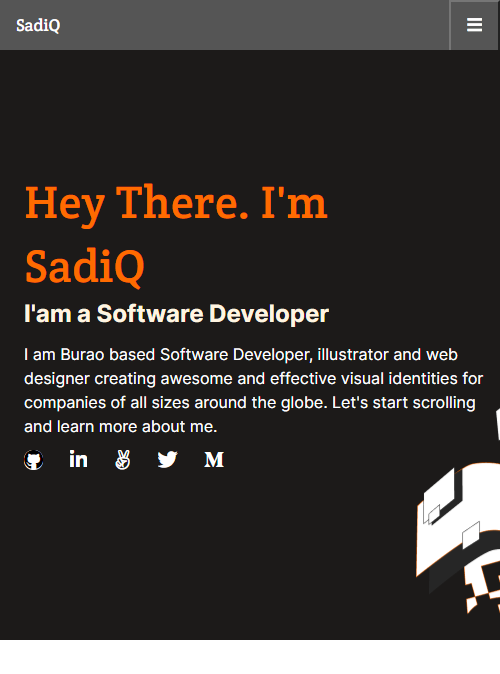 SadiQ
Hey There. I'm
SadiQ
I'am a Software Developer
I am Burao based Software Developer, illustrator and web
designer creating awesome and effective visual identities for
companies of all sizes around the globe. Let's start scrolling
and learn more about me.